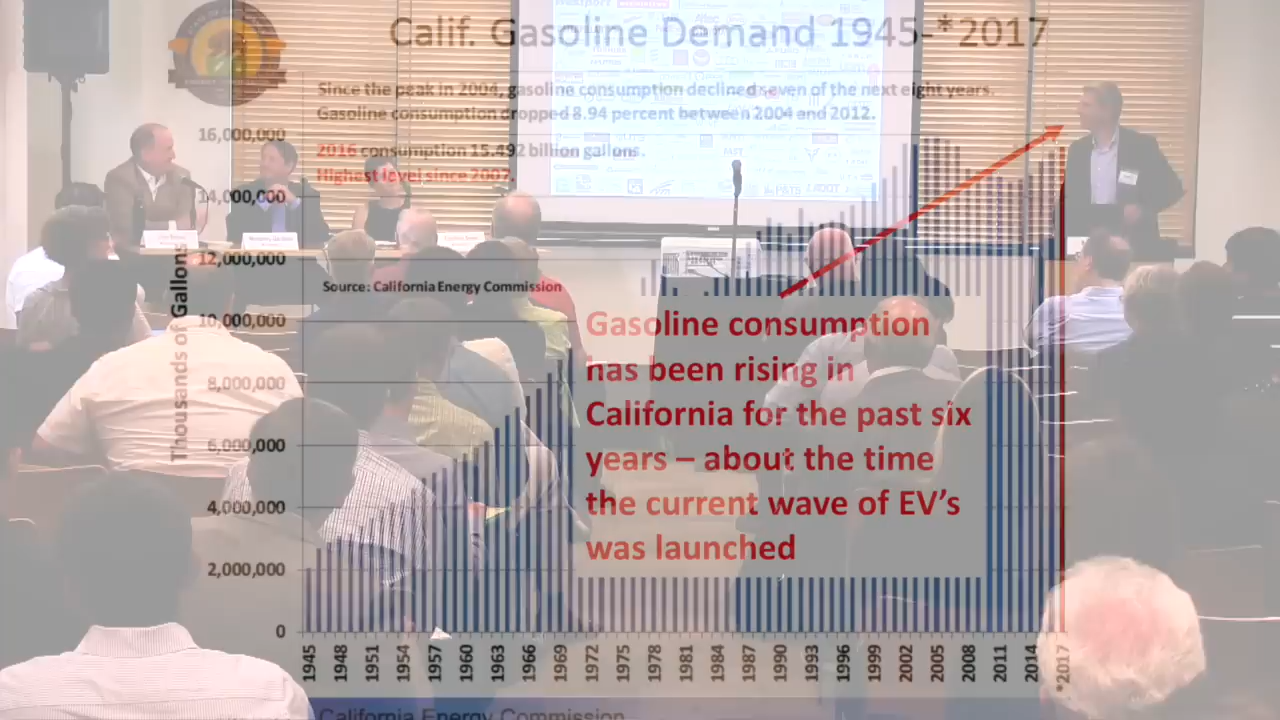 Calif. Gasoline Demand 1945-*2017
Since the peak in 2004, gasoline consumption declined seven of the next eight years.
Gasoline consumption dropped 8.94 percent between 2004 and 2012.
2016 consumption 15.492 billion gallons.
Highest level since 2007.
Source: California Energy Commission
Gasoline consumption
has been rising in
California for the past six
years – about the time
the current wave of EV’s
was launched
Thousands of Gallons
16,000,000
14,000,000
12,000,000
10,000,000
8,000,000
6,000,000
4,000,000
2,000,000
0
1945 1948 1951 1954 1957 1960 1963 1966 1969 1972 1975 1978 1981 1984 1987 1990 1993 1996 1999 2002 2005 2008 2011 2014 *2017
California Energy Commission